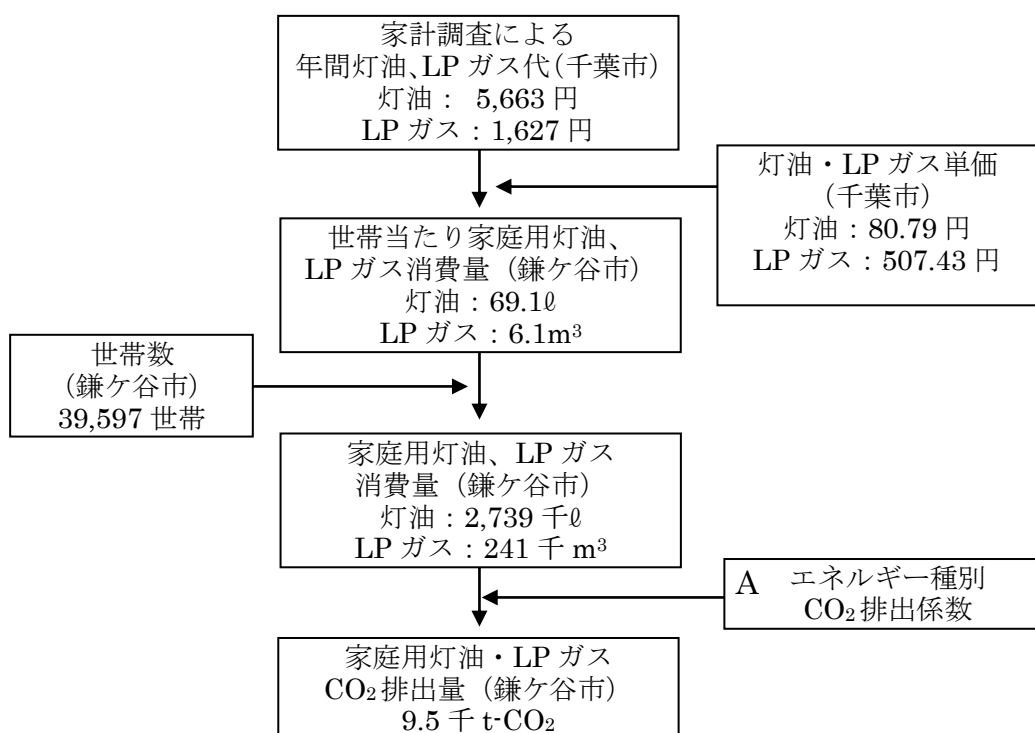 家計調査による
年間灯油、LP ガス代（千葉市）
灯油： 5,663 円
LP ガス：1,627 円
灯油・LP ガス単価
（千葉市）
灯油：80.79 円
LP ガス：507.43 円
世帯当たり家庭用灯油、
LP ガス消費量（鎌ケ谷市）
灯油：69.1ℓ
LP ガス：6.1m³
世帯数
(鎌ケ谷市)
39,597 世帯
家庭用灯油、LP ガス
消費量（鎌ケ谷市）
灯油：2,739 千ℓ
LP ガス：241 千 m³
A エネルギー種別
CO₂排出係数
家庭用灯油・LP ガス
CO₂排出量（鎌ケ谷市）
9.5 千 t-CO₂